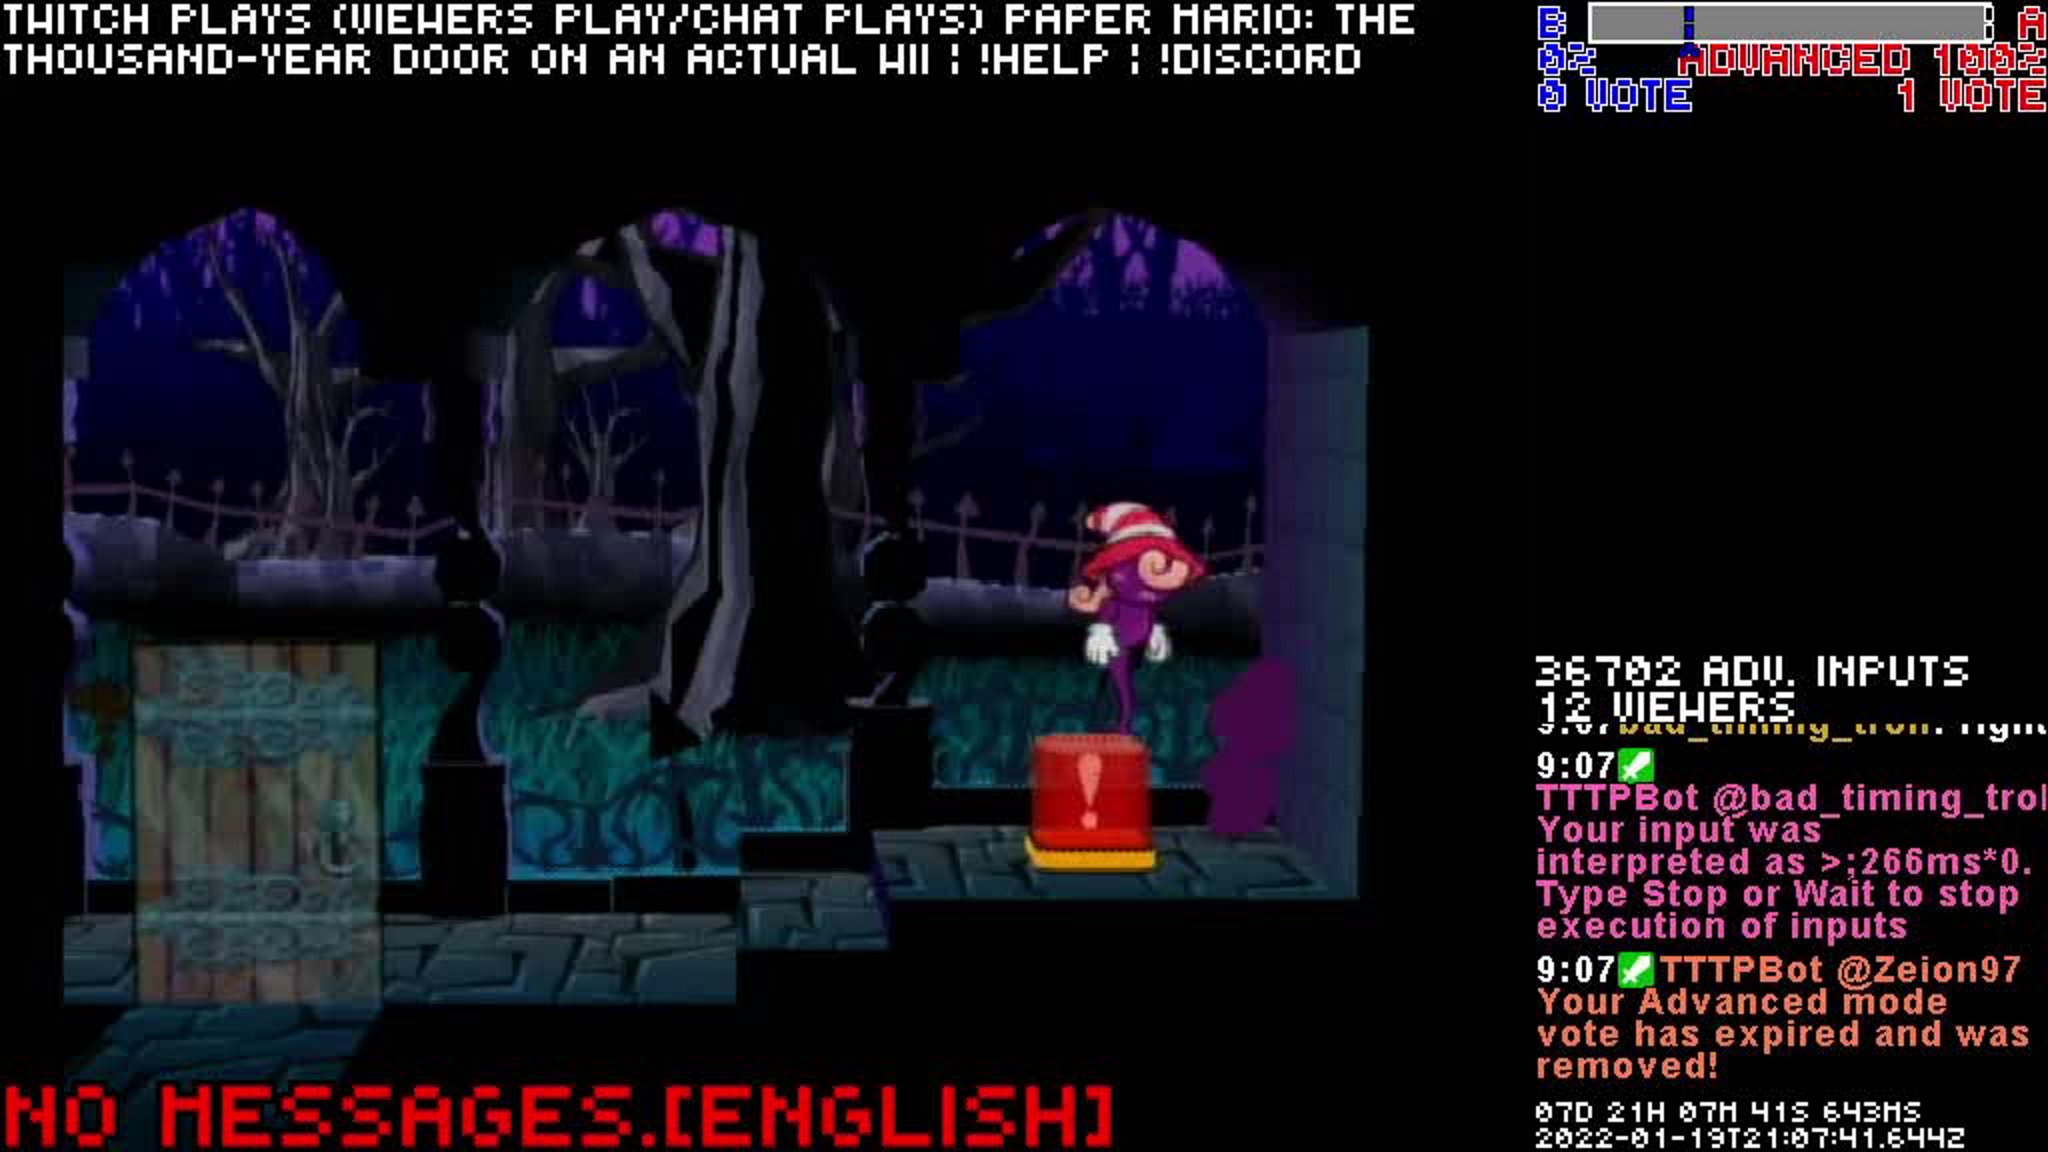 TWITCH PLAYS (VIEWERS PLAY/CHAT PLAYS) PAPER MARIO: THE
THOUSAND-YEAR DOOR ON AN ACTUAL WII ¦ !HELP ¦ !DISCORD
B A
0% ADVANCED 100%
0 VOTE 1 VOTE
!
36702 ADV. INPUTS
12 VIEWERS
9:07
TTTPBot @bad_timing_trol
Your input was
interpreted as >;266ms*0.
Type Stop or Wait to stop
execution of inputs
9:07 TTTPBot @Zeion97
Your Advanced mode
vote has expired and was
removed!
NO MESSAGES.[ENGLISH]
07D 21H 07M 41S 643MS
2022-01-19T21:07:41.644Z